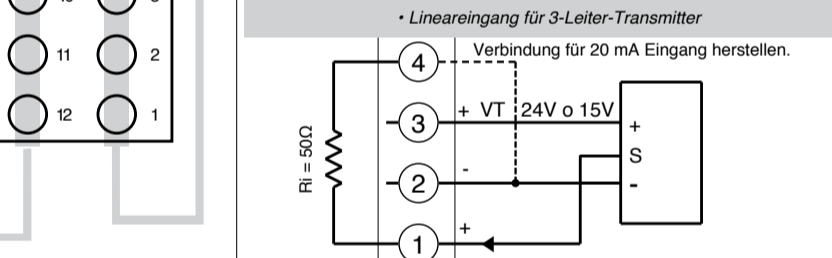 11 2
12 1
• Lineareingang für 3-Leiter-Transmitter
4 Verbindung für 20 mA Eingang herstellen.
3 + VT 24V o 15V +
S
Ri = 50Ω
2 - -
1 +